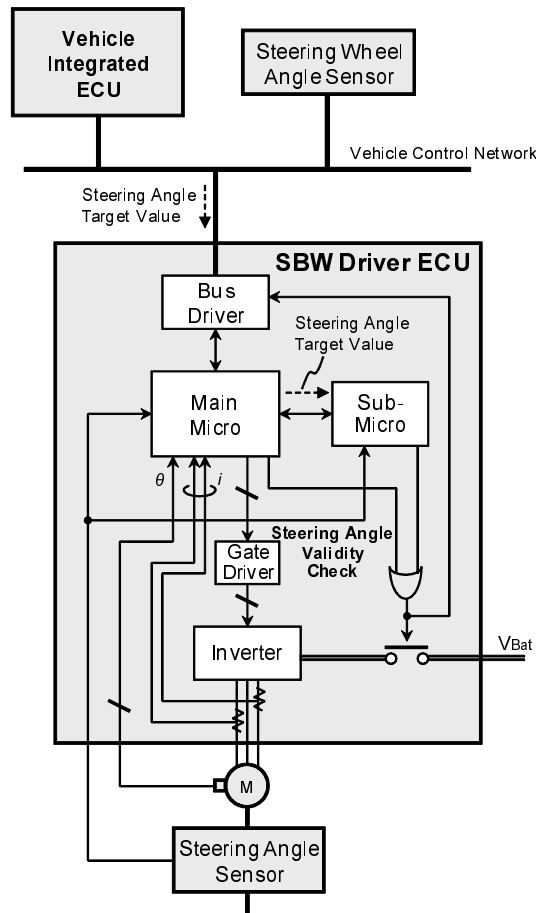 Vehicle
Integrated
ECU
Steering Wheel
Angle Sensor
Vehicle Control Network
Steering Angle
Target Value
SBW Driver ECU
Bus
Driver
Steering Angle
Target Value
Main
Micro
Sub-
Micro
θ
i
Steering Angle
Validity
Check
Gate
Driver
Inverter
VBat
M
Steering Angle
Sensor